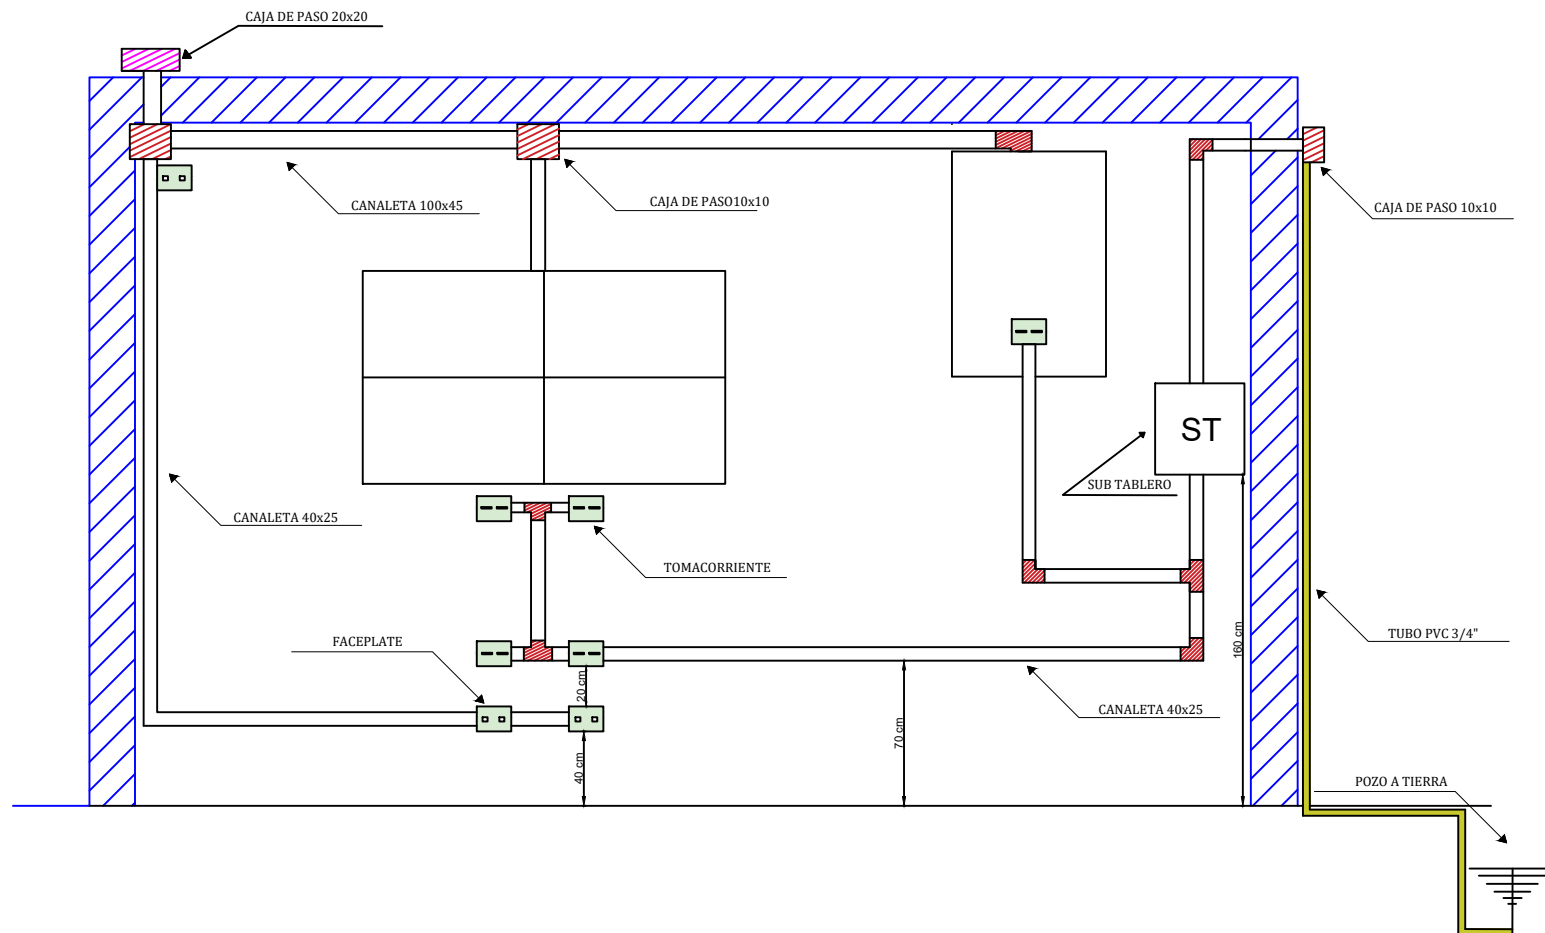 CAJA DE PASO 20x20
CANALETA 100x45
CAJA DE PASO10x10
CAJA DE PASO 10x10
ST
SUB TABLERO
CANALETA 40x25
TOMACORRIENTE
FACEPLATE
TUBO PVC 3/4"
160 cm
20 cm
CANALETA 40x25
70 cm
40 cm
POZO A TIERRA